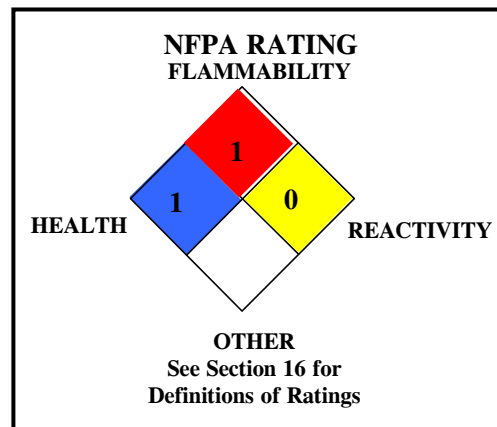 NFPA RATING
FLAMMABILITY
1
1
0
HEALTH
REACTIVITY
OTHER
See Section 16 for
Definitions of Ratings